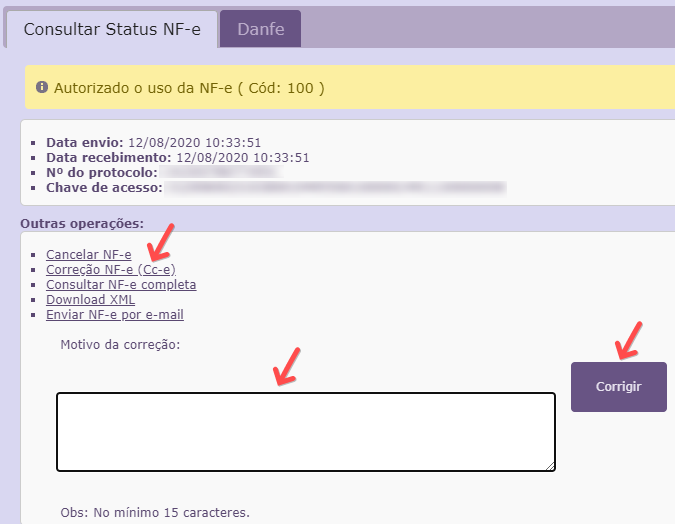 Consultar Status NF-e
Danfe
Autorizado o uso da NF-e ( Cód: 100 )
Data envio: 12/08/2020 10:33:51
Data recebimento: 12/08/2020 10:33:51
Nº do protocolo:
Chave de acesso:
Outras operações:
Cancelar NF-e
Correção NF-e (Cc-e)
Consultar NF-e completa
Download XML
Enviar NF-e por e-mail
Motivo da correção:
Corrigir
Obs: No mínimo 15 caracteres.